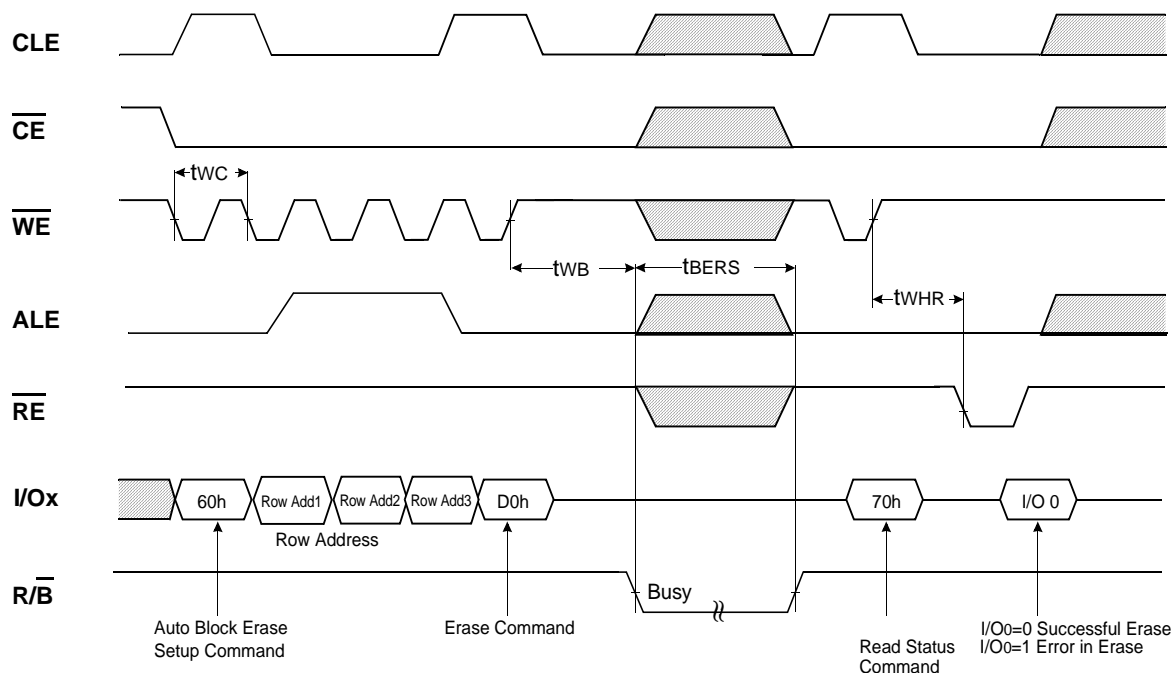 CLE
CE
tWC
WE
tWB
tBERS
tWHR
ALE
RE
I/Ox
60h
Row Add1
Row Add2
Row Add3
D0h
70h
I/O 0
Row Address
R/B
Busy
Auto Block Erase
Setup Command
Erase Command
Read Status
Command
I/O0=0 Successful Erase
I/O0=1 Error in Erase